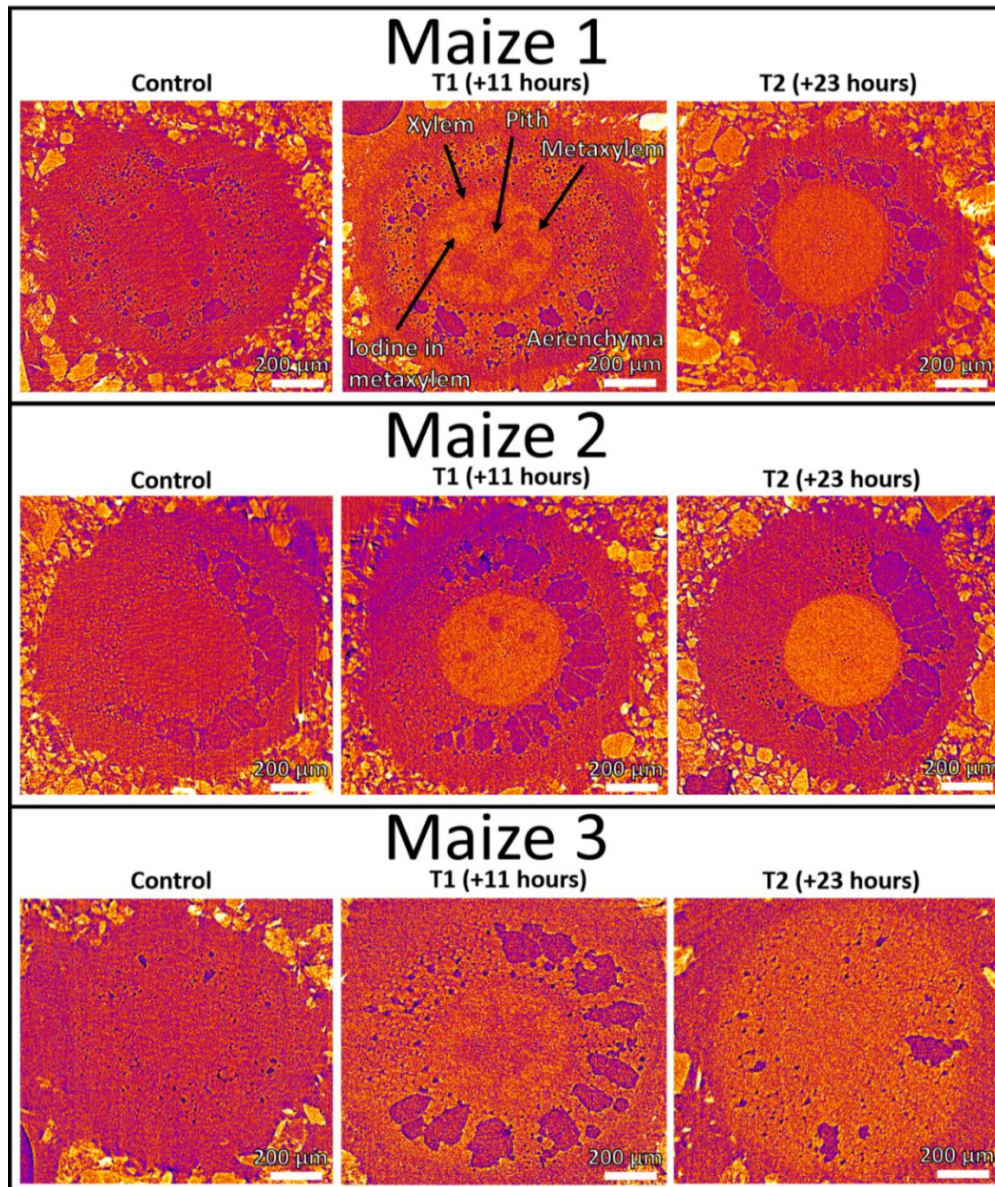 Maize 1
Control
T1 (+11 hours)
T2 (+23 hours)
Xylem
Pith
Metaxylem
Iodine in
metaxylem
Aerenchyma
200 µm
200 µm
200 µm
Maize 2
Control
T1 (+11 hours)
T2 (+23 hours)
200 µm
200 µm
200 µm
Maize 3
Control
T1 (+11 hours)
T2 (+23 hours)
200 µm
200 µm
200 µm